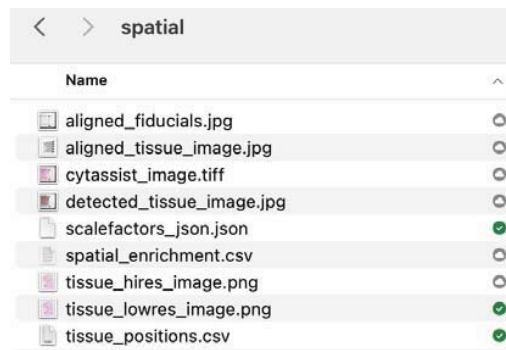 spatial
Name
aligned_fiducials.jpg
aligned_tissue_image.jpg
cytassist_image.tiff
detected_tissue_image.jpg
scalefactors_json.json
spatial_enrichment.csv
tissue_hires_image.png
tissue_lowres_image.png
tissue_positions.csv